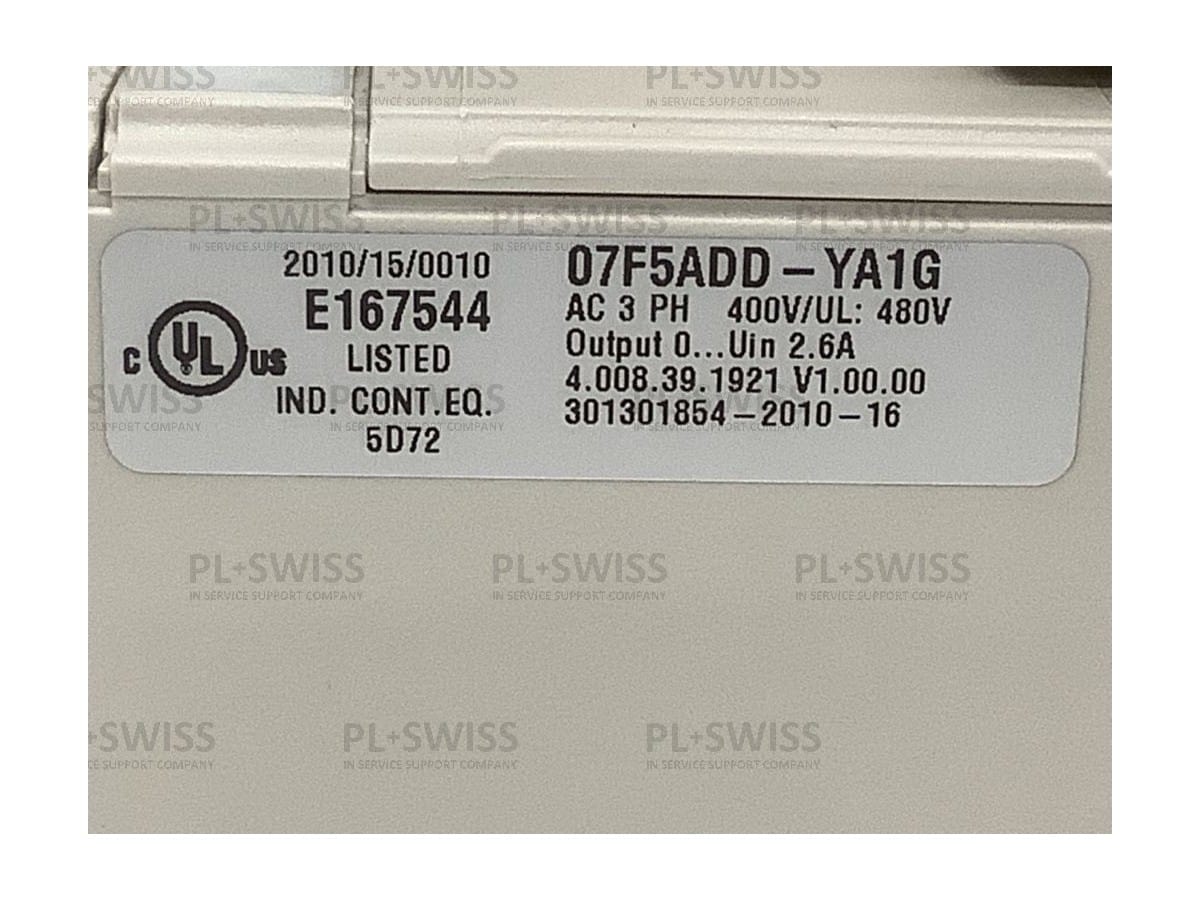 2010/15/0010
E167544
C UL US LISTED
IND. CONT.EQ.
5D72
07F5ADD – YA1G
AC 3 PH 400V/UL: 480V
Output 0...Uin 2.6A
4.008.39.1921 V1.00.00
301301854–2010–16
PL+SWISS
IN SERVICE SUPPORT COMPANY